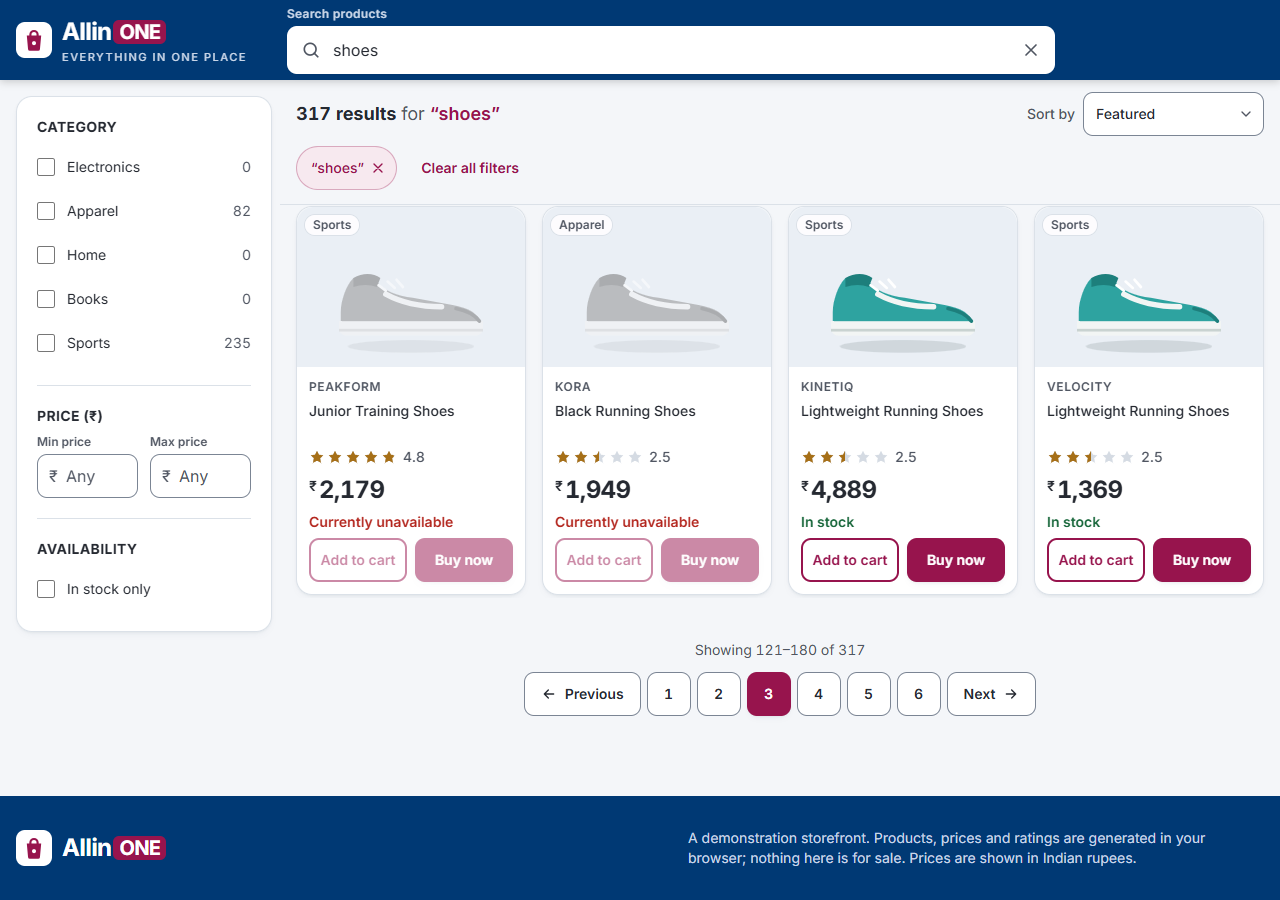 Allin ONE
EVERYTHING IN ONE PLACE
Search products
shoes
CATEGORY
Electronics 0
Apparel 82
Home 0
Books 0
Sports 235
PRICE (₹)
Min price Max price
₹ Any ₹ Any
AVAILABILITY
In stock only
317 results for “shoes”
Sort by Featured
“shoes”
Clear all filters
Sports
PEAKFORM
Junior Training Shoes
4.8
₹2,179
Currently unavailable
Add to cart Buy now
Apparel
KORA
Black Running Shoes
2.5
₹1,949
Currently unavailable
Add to cart Buy now
Sports
KINETIQ
Lightweight Running Shoes
2.5
₹4,889
In stock
Add to cart Buy now
Sports
VELOCITY
Lightweight Running Shoes
2.5
₹1,369
In stock
Add to cart Buy now
Showing 121–180 of 317
← Previous 1 2 3 4 5 6 Next →
Allin ONE
A demonstration storefront. Products, prices and ratings are generated in your
browser; nothing here is for sale. Prices are shown in Indian rupees.